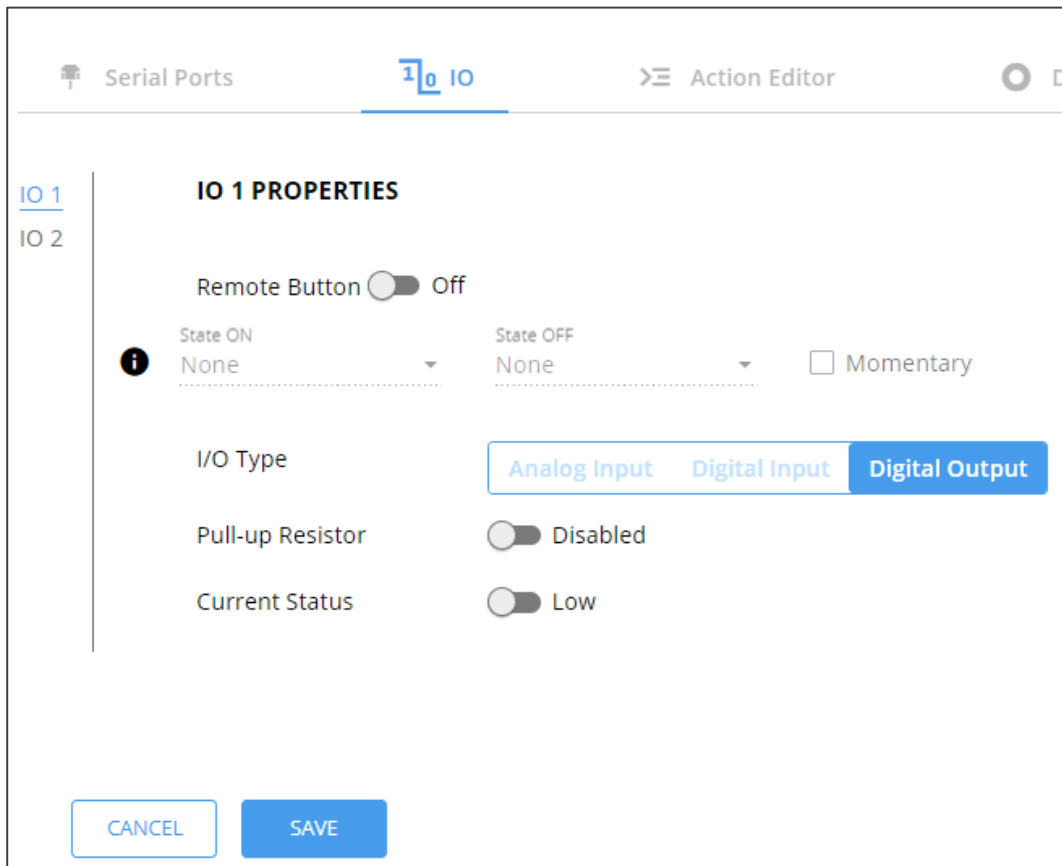 Serial Ports
1 0 IO
Action Editor
IO 1
IO 2
IO 1 PROPERTIES
Remote Button Off
State ON
None
State OFF
None
Momentary
I/O Type
Analog Input Digital Input Digital Output
Pull-up Resistor Disabled
Current Status Low
CANCEL SAVE